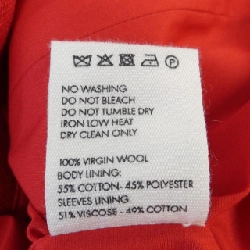 P
NO WASHING
DO NOT BLEACH
DO NOT TUMBLE DRY
IRON LOW HEAT
DRY CLEAN ONLY
100% VIRGIN WOOL
BODY LINING:
55% COTTON - 45% POLYESTER
SLEEVES LINING:
51% VISCOSE - 49% COTTON